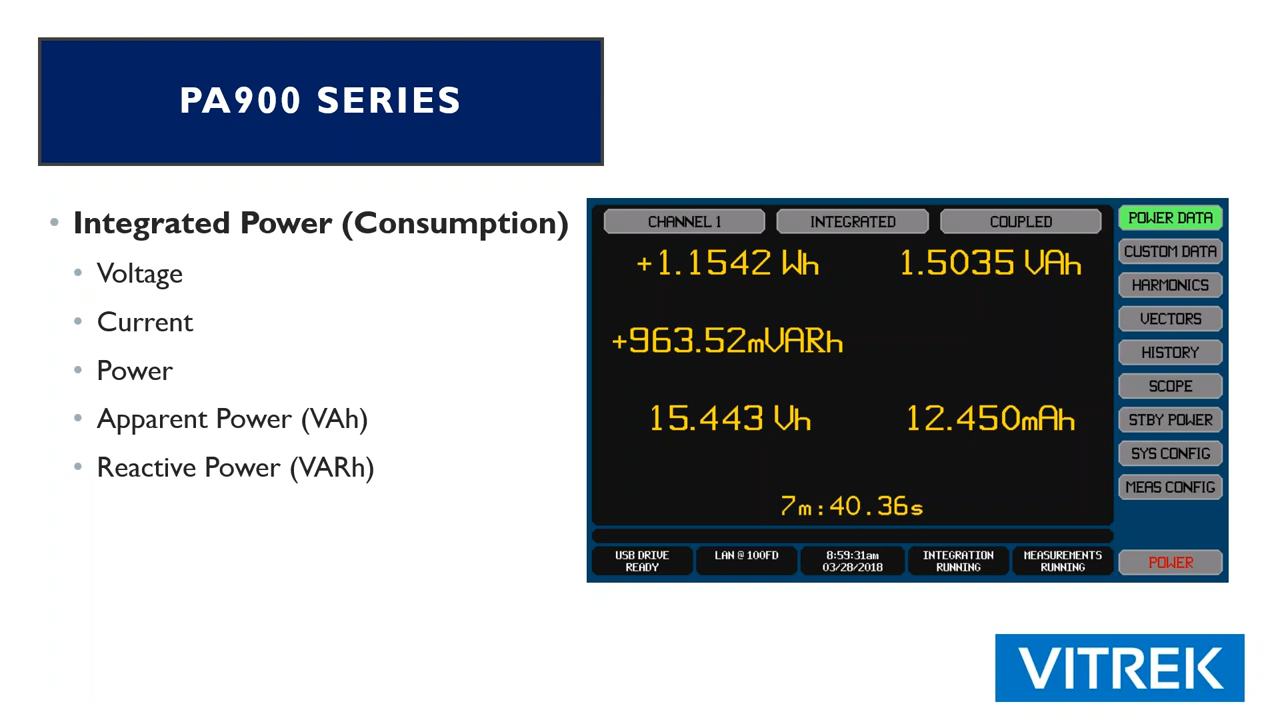 PA900 SERIES
• Integrated Power (Consumption)
• Voltage
• Current
• Power
• Apparent Power (VAh)
• Reactive Power (VARh)
CHANNEL 1 INTEGRATED COUPLED
+1.1542 Wh 1.5035 VAh
+963.52mVARh
15.443 Vh 12.450mAh
7m:40.36s
USB DRIVE
READY
LAN @ 100FD
8:59:31am
03/28/2018
INTEGRATION
RUNNING
MEASUREMENTS
RUNNING
POWER DATA
CUSTOM DATA
HARMONICS
VECTORS
HISTORY
SCOPE
STBY POWER
SYS CONFIG
MEAS CONFIG
POWER
VITREK